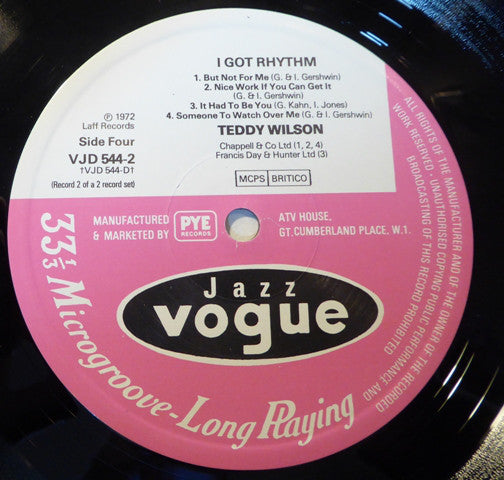 I GOT RHYTHM
1. But Not For Me (G. & I. Gershwin)
2. Nice Work If You Can Get It
(G. & I. Gershwin)
3. It Had To Be You (G. Kahn, I. Jones)
4. Someone To Watch Over Me (G. & I. Gershwin)
TEDDY WILSON
Chappell & Co Ltd (1, 2, 4)
Francis Day & Hunter Ltd (3)
MCPS BRITICO
℗ 1972
Laff Records
Side Four
VJD 544-2
†VJD 544-D†
(Record 2 of a 2 record set)
MANUFACTURED
& MARKETED BY
PYE
RECORDS
ATV HOUSE,
GT. CUMBERLAND PLACE, W.1.
Jazz
vogue
33⅓ Microgroove-Long Playing
ALL RIGHTS OF THE MANUFACTURER AND OF THE OWNER OF THE RECORDED
WORK RESERVED · UNAUTHORISED COPYING PUBLIC PERFORMANCE AND
BROADCASTING OF THIS RECORD PROHIBITED